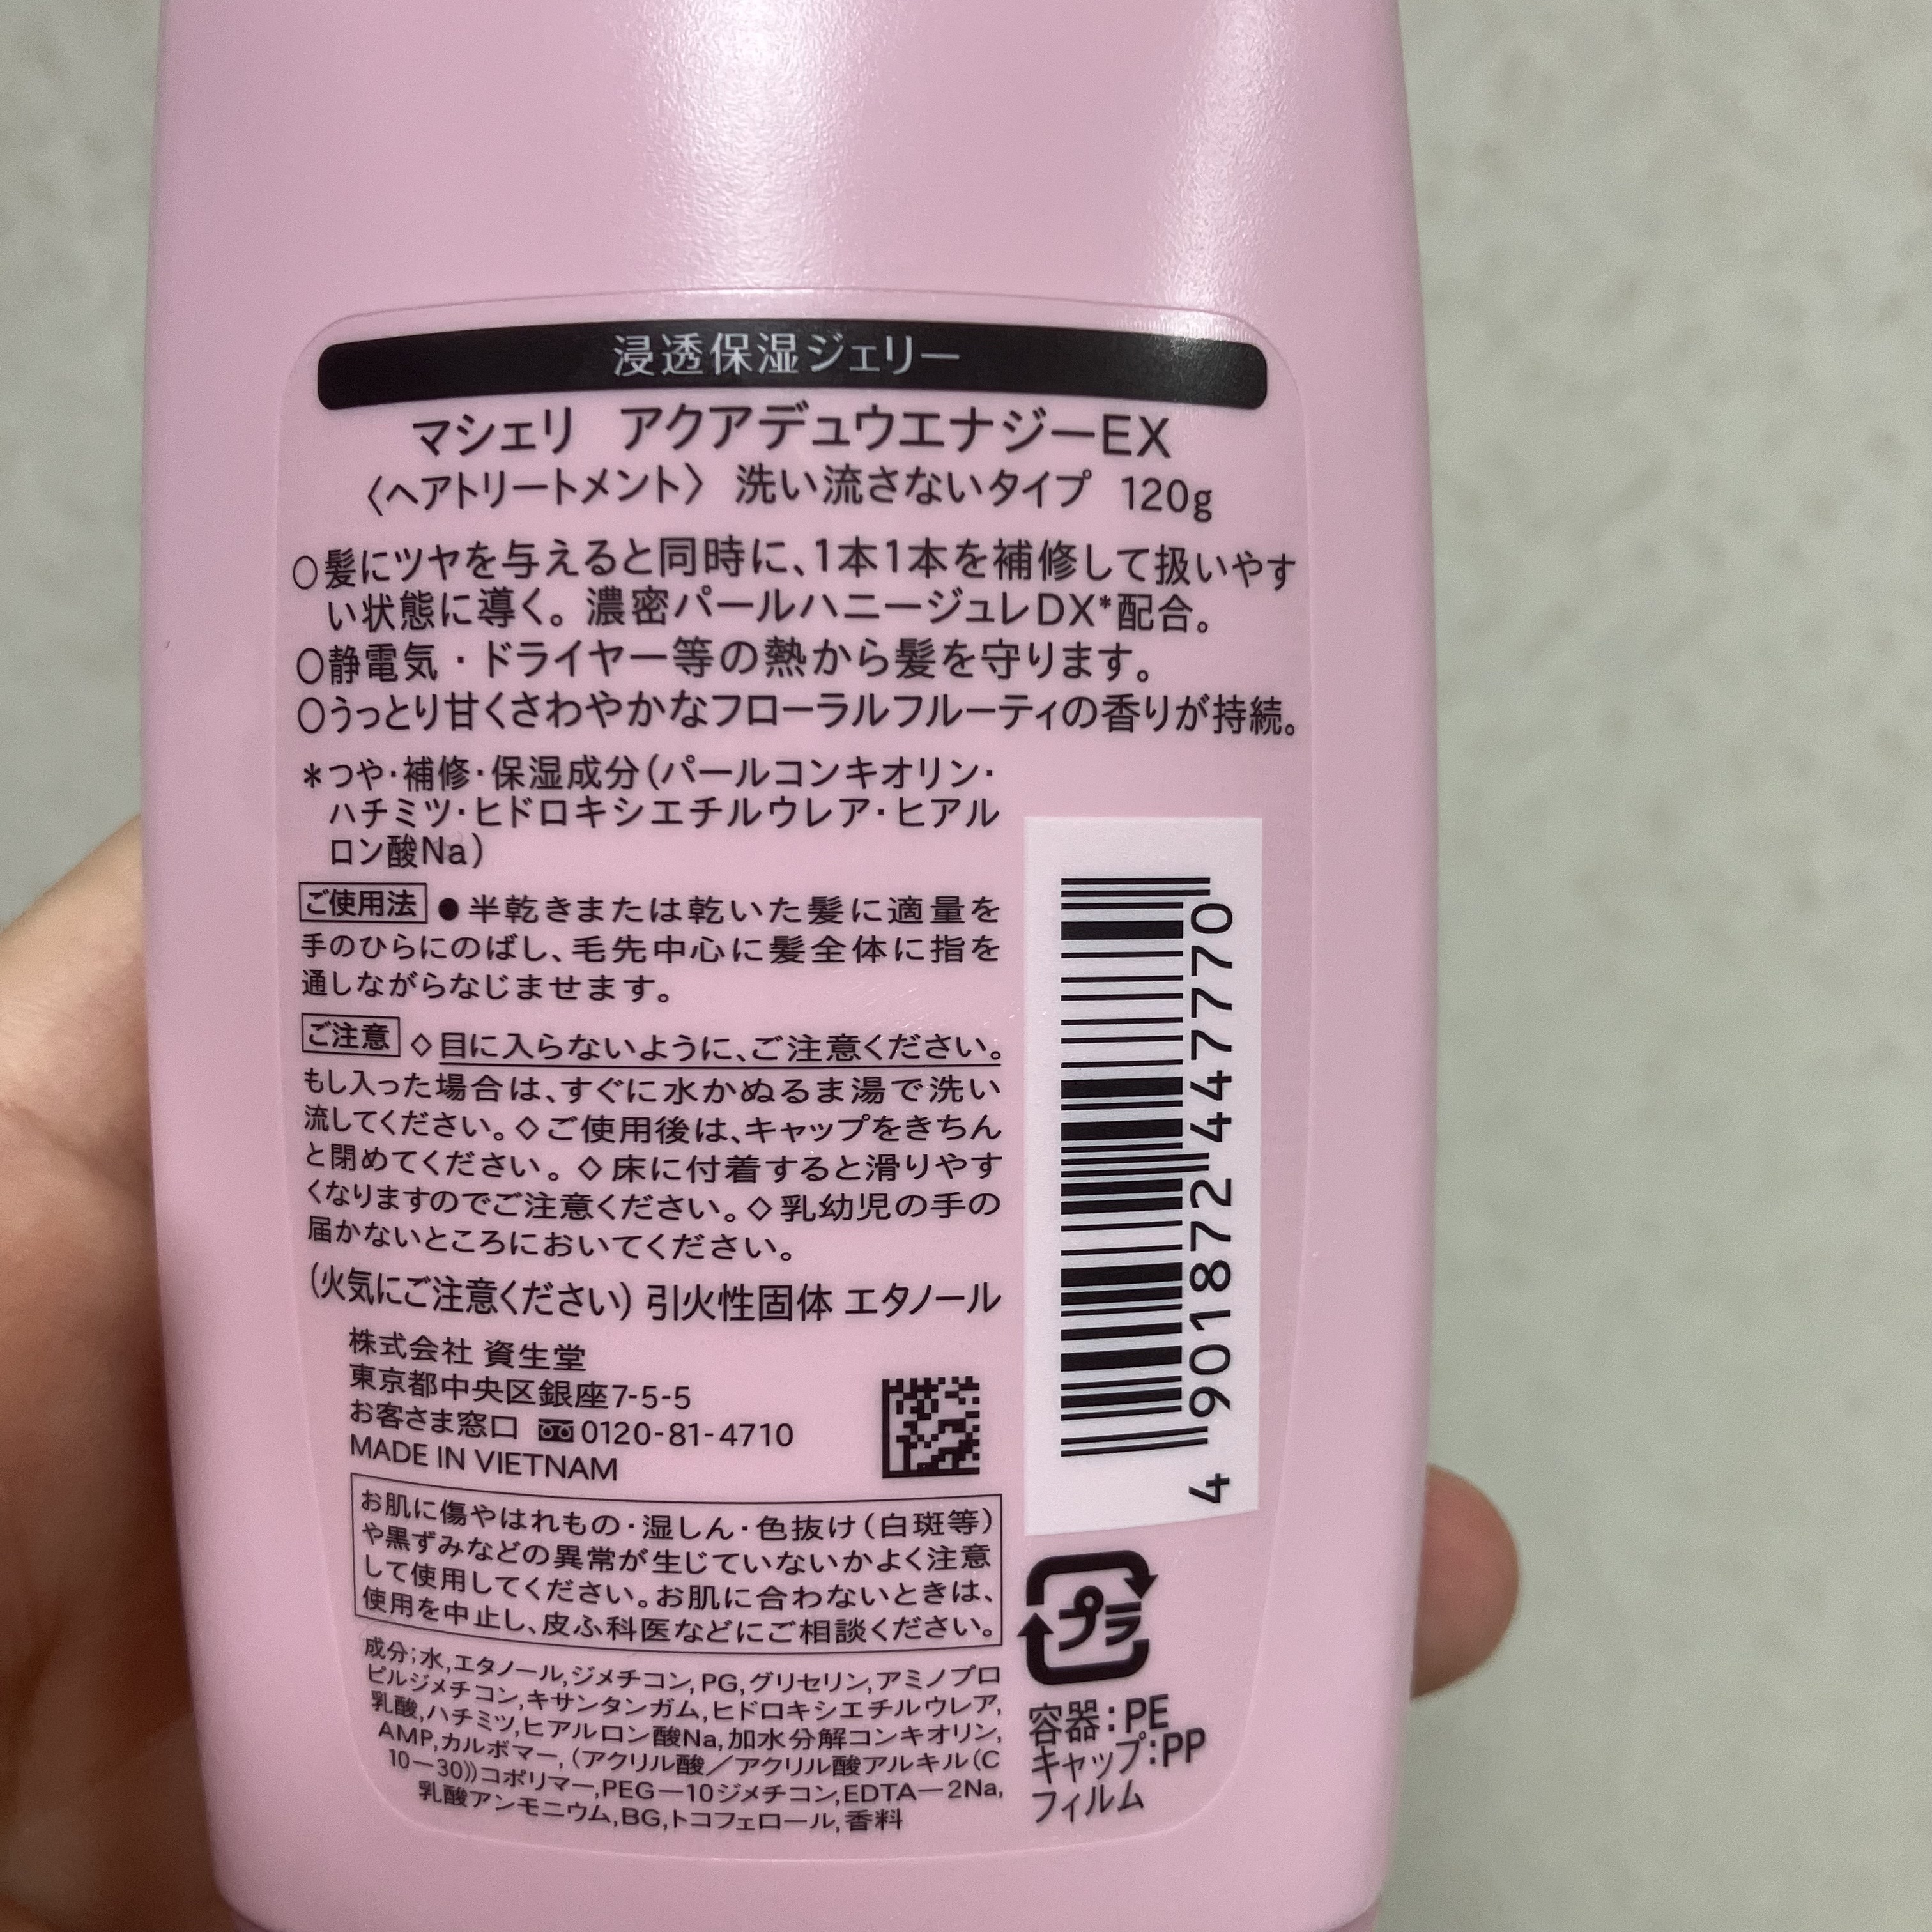 浸透保湿ジェリー
マシェリ アクアデュウエナジーEX
〈ヘアトリートメント〉 洗い流さないタイプ 120g
○髪にツヤを与えると同時に、1本1本を補修して扱いやす
い状態に導く。濃密パールハニージュレDX*配合。
○静電気・ドライヤー等の熱から髪を守ります。
○うっとり甘くさわやかなフローラルフルーティの香りが持続。
*つや・補修・保湿成分(パールコンキオリン・
ハチミツ・ヒドロキシエチルウレア・ヒアル
ロン酸Na)
ご使用法 ●半乾きまたは乾いた髪に適量を
手のひらにのばし、毛先中心に髪全体に指を
通しながらなじませます。
ご注意 ◇目に入らないように、ご注意ください。
もし入った場合は、すぐに水かぬるま湯で洗い
流してください。◇ご使用後は、キャップをきちん
と閉めてください。◇床に付着すると滑りやす
くなりますのでご注意ください。◇乳幼児の手の
届かないところにおいてください。
(火気にご注意ください) 引火性固体 エタノール
株式会社 資生堂
東京都中央区銀座7-5-5
お客さま窓口 0120-81-4710
MADE IN VIETNAM
お肌に傷やはれもの・湿しん・色抜け(白斑等)
や黒ずみなどの異常が生じていないかよく注意
して使用してください。お肌に合わないときは、
使用を中止し、皮ふ科医などにご相談ください。
成分;水,エタノール,ジメチコン,PG,グリセリン,アミノプロ
ピルジメチコン,キサンタンガム,ヒドロキシエチルウレア,
乳酸,ハチミツ,ヒアルロン酸Na,加水分解コンキオリン,
AMP,カルボマー,(アクリル酸/アクリル酸アルキル(C
10-30))コポリマー,PEG-10ジメチコン,EDTA-2Na,
乳酸アンモニウム,BG,トコフェロール,香料
4 901872 447770
プラ
容器:PE
キャップ:PP
フィルム